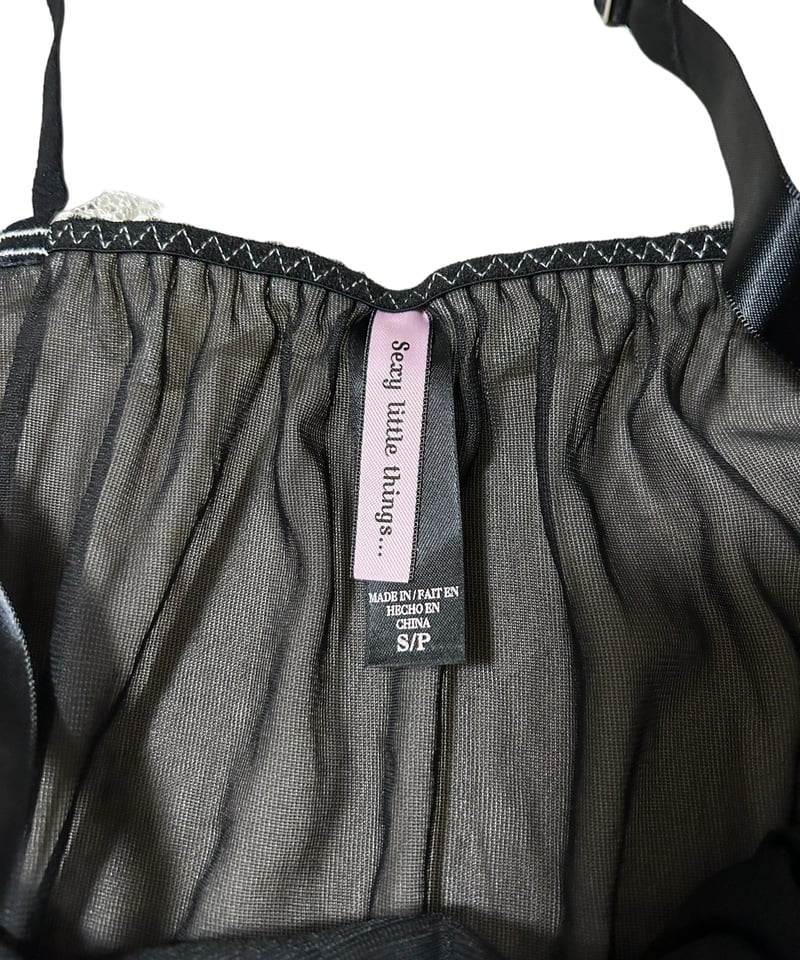 Sexy little things...
MADE IN / FAIT EN
HECHO EN
CHINA
S/P